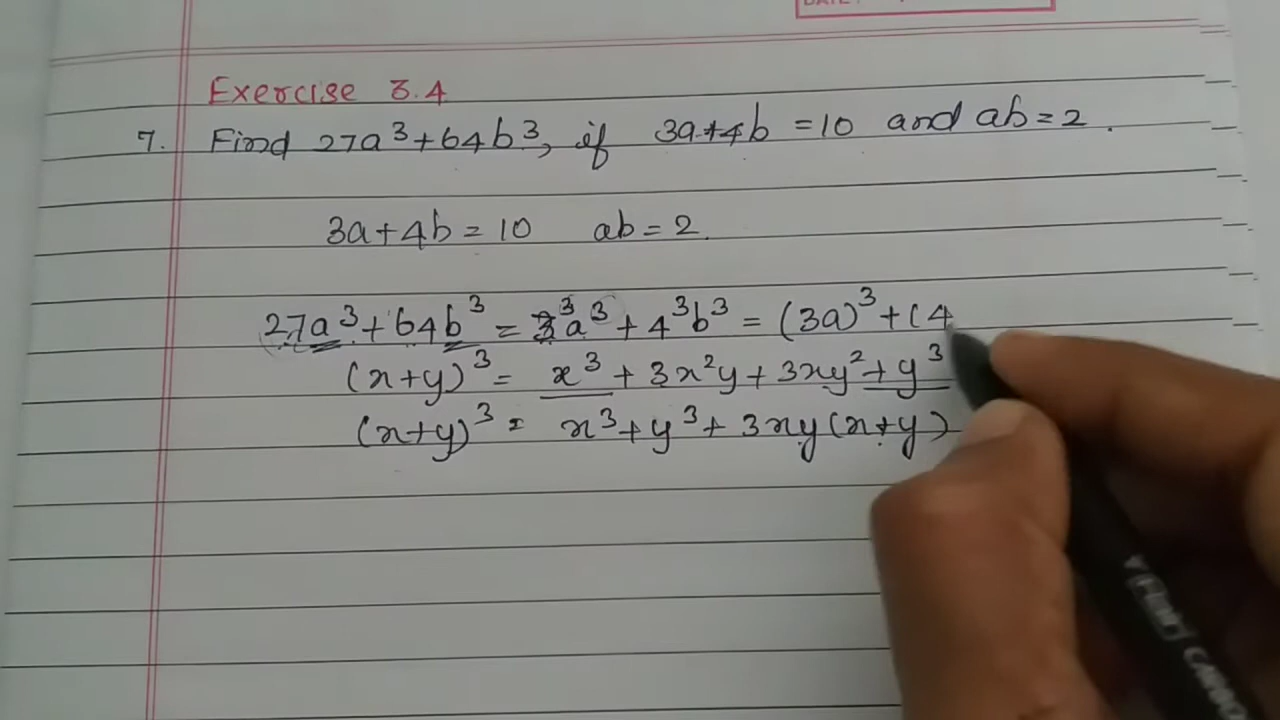 Exercise 3.4
7. Find 27a³+64b³, if 3a+4b=10 and ab=2.
3a+4b=10 ab=2.
27a³+64b³ = 3³a³ + 4³b³ = (3a)³+(4
(x+y)³ = x³ + 3x²y + 3xy² + y³
(x+y)³ = x³+y³+ 3xy(x+y)
Flair